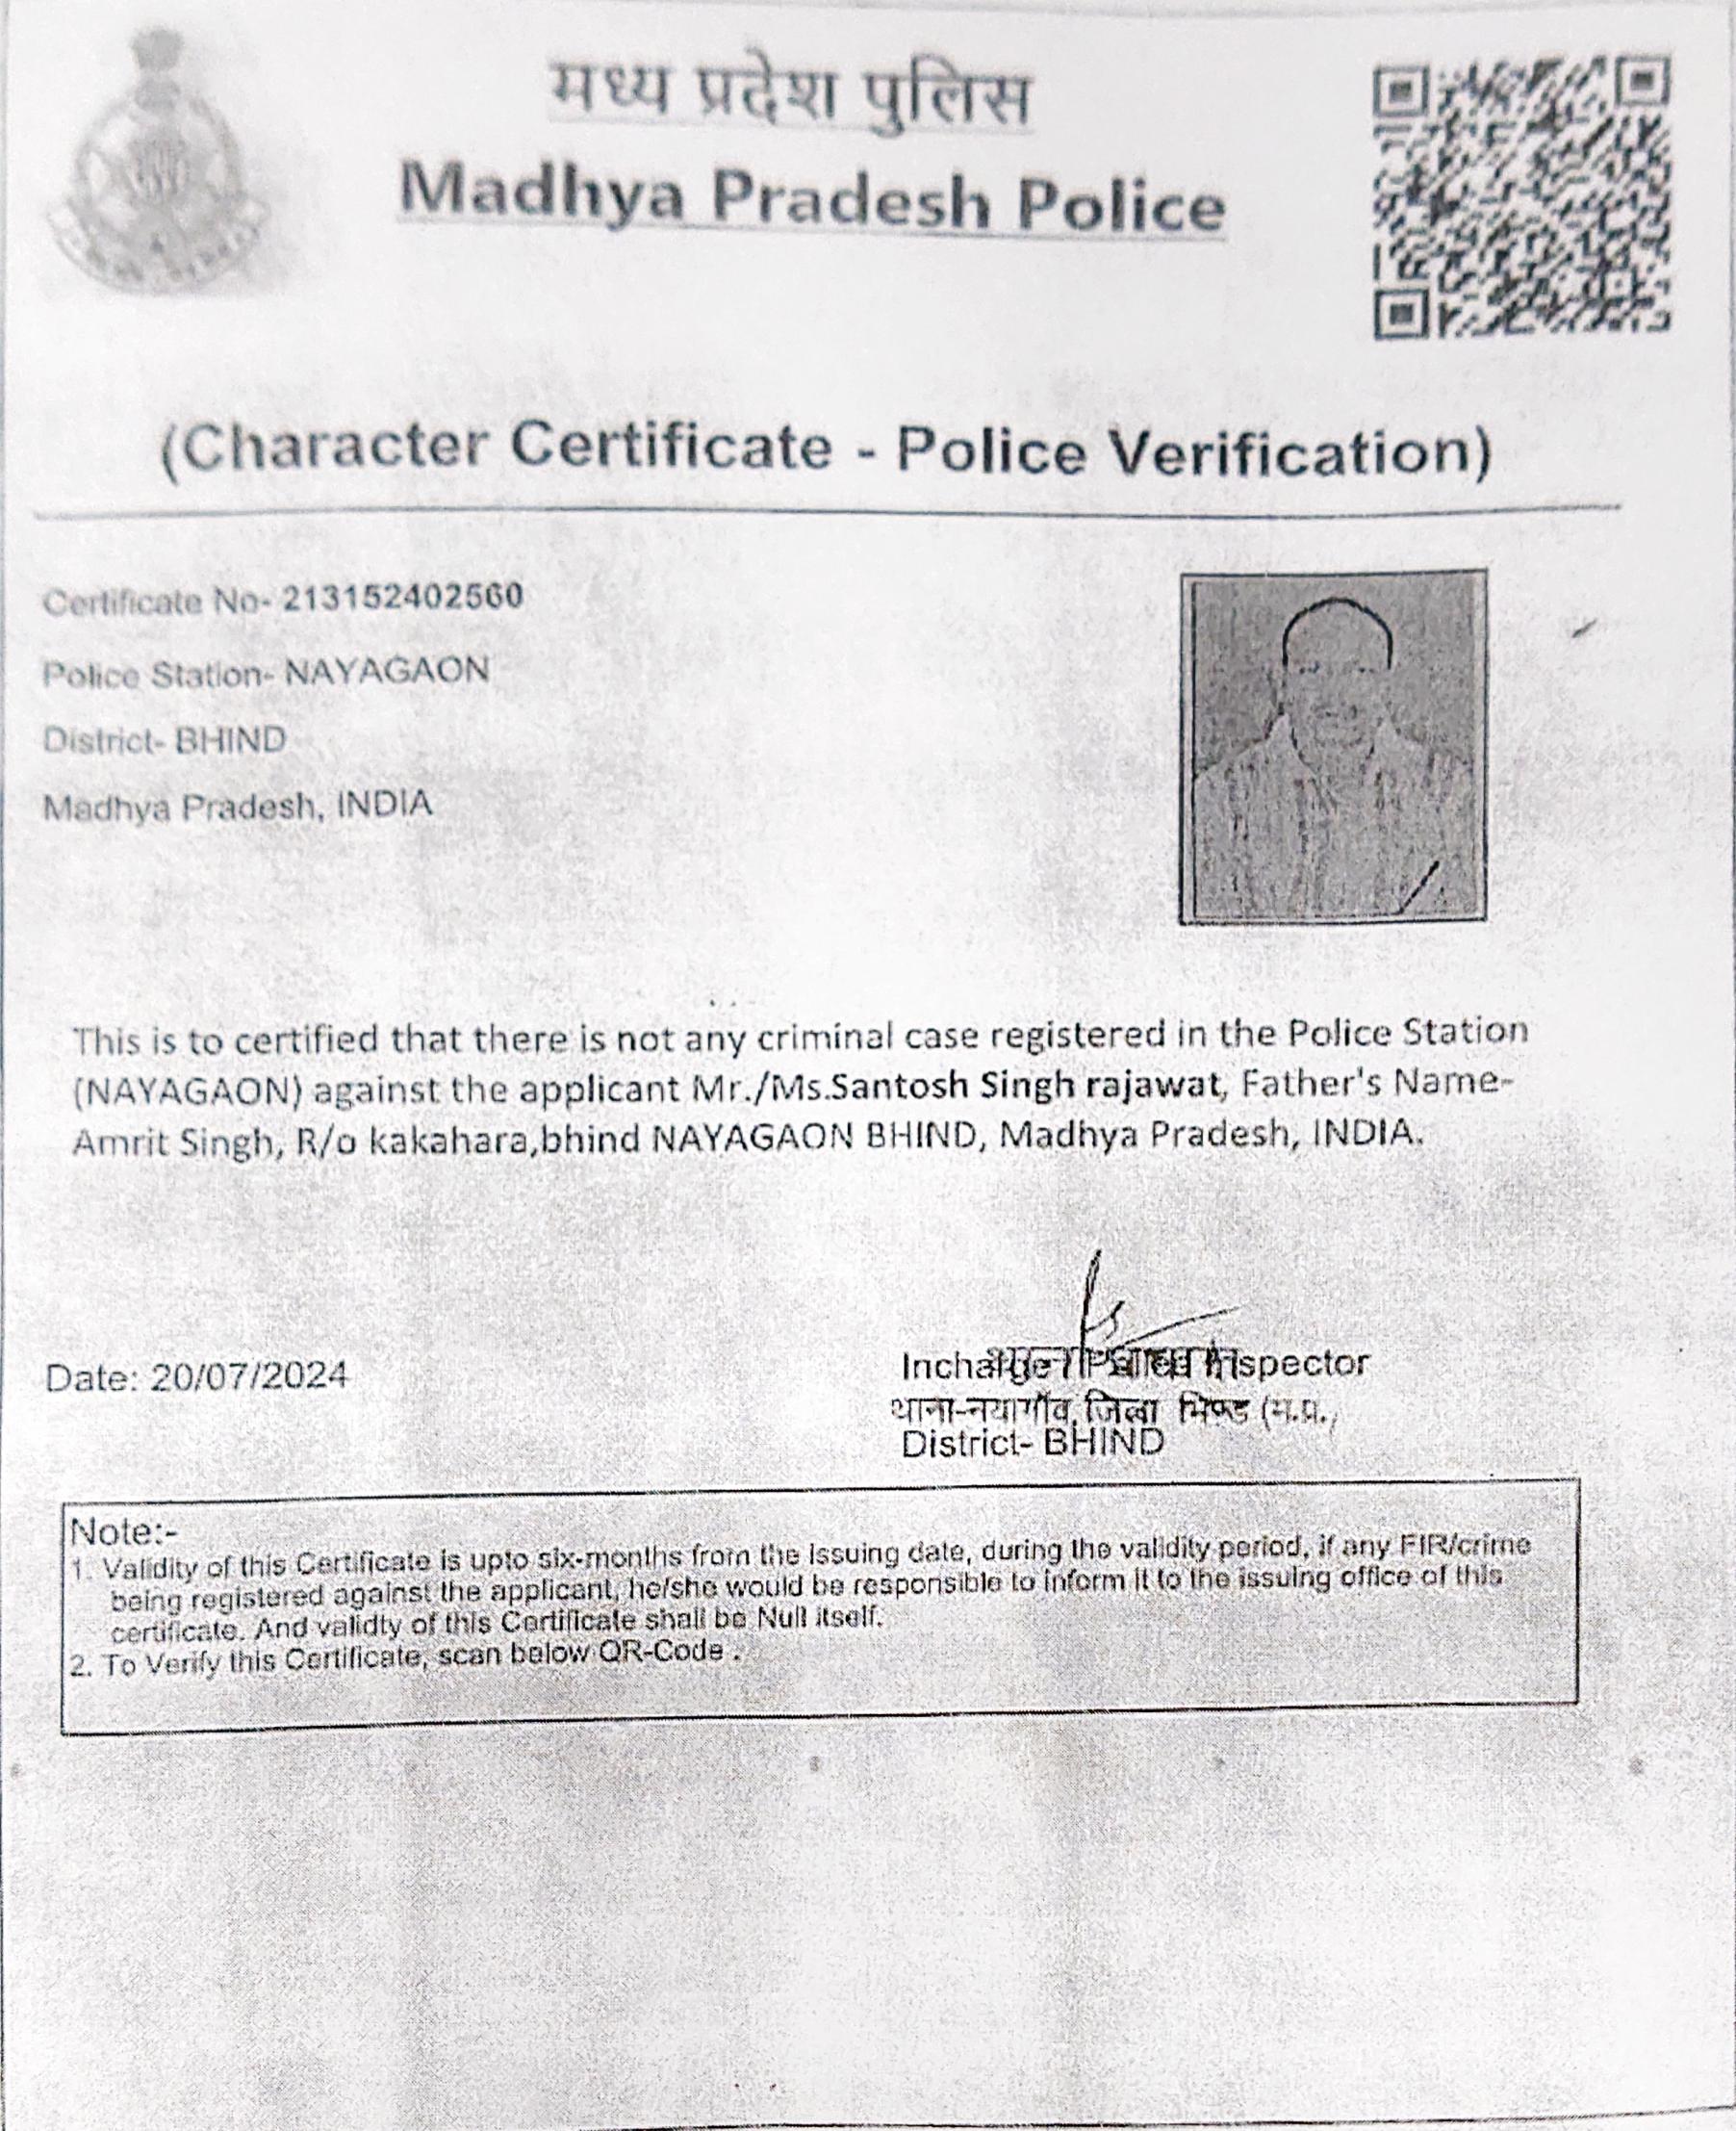 मध्य प्रदेश पुलिस
Madhya Pradesh Police
(Character Certificate - Police Verification)
Certificate No- 213152402560
Police Station- NAYAGAON
District- BHIND
Madhya Pradesh, INDIA
This is to certified that there is not any criminal case registered in the Police Station
(NAYAGAON) against the applicant Mr./Ms.Santosh Singh rajawat, Father's Name-
Amrit Singh, R/o kakahara,bhind NAYAGAON BHIND, Madhya Pradesh, INDIA.
Date: 20/07/2024
Incharge / Inspector
थाना-नयागाँव, जिला भिण्ड (म.प्र.)
District- BHIND
Note:-
1. Validity of this Certificate is upto six-months from the issuing date, during the validity period, if any FIR/crime
being registered against the applicant, he/she would be responsible to inform it to the issuing office of this
certificate. And validty of this Certificate shall be Null itself.
2. To Verify this Certificate, scan below QR-Code .